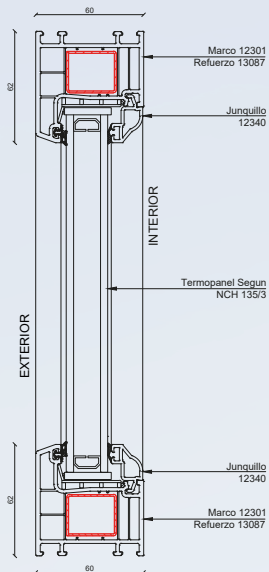 60
62
Marco 12301
Refuerzo 13087
Junquillo
12340
INTERIOR
Termopanel Segun
NCH 135/3
EXTERIOR
Junquillo
12340
62
Marco 12301
Refuerzo 13087
60